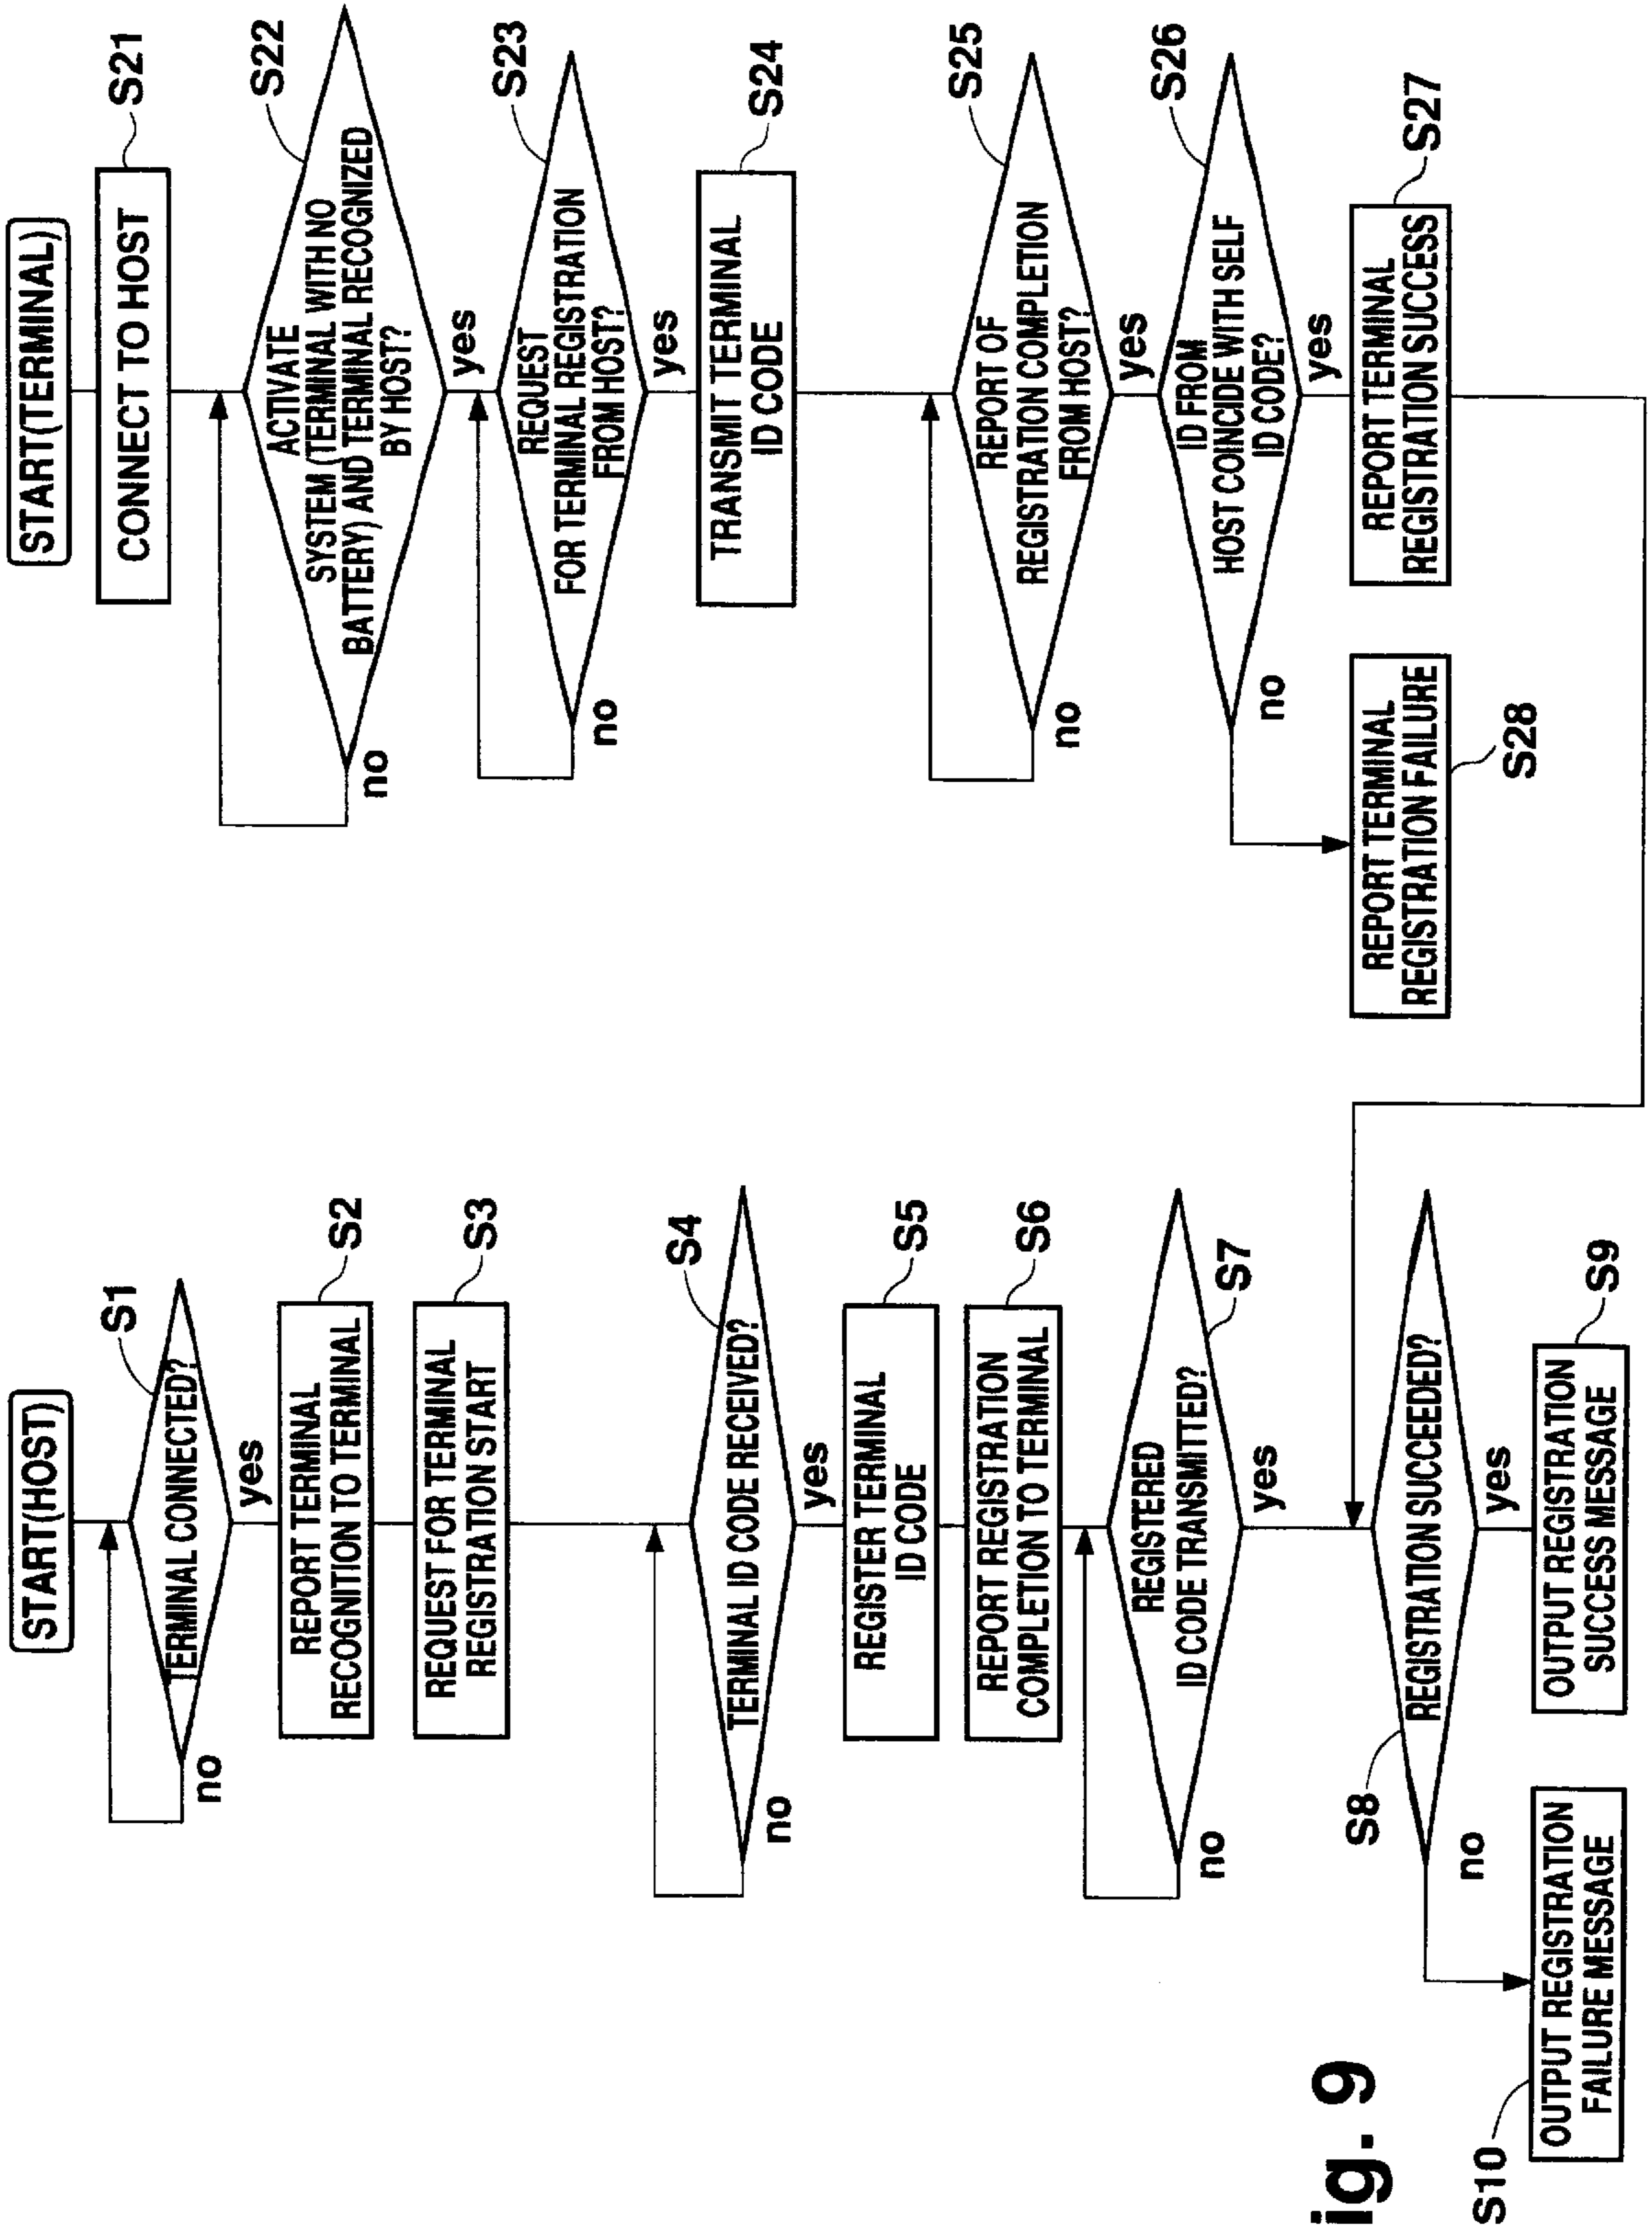 START(HOST)
S1
TERMINAL CONNECTED?
no
yes
S2
REPORT TERMINAL
RECOGNITION TO TERMINAL
S3
REQUEST FOR TERMINAL
REGISTRATION START
S4
TERMINAL ID CODE RECEIVED?
no
yes
S5
REGISTER TERMINAL
ID CODE
S6
REPORT REGISTRATION
COMPLETION TO TERMINAL
S7
REGISTERED
ID CODE TRANSMITTED?
no
yes
S8
REGISTRATION SUCCEEDED?
no
yes
S9
OUTPUT REGISTRATION
SUCCESS MESSAGE
S10
OUTPUT REGISTRATION
FAILURE MESSAGE
START(TERMINAL)
S21
CONNECT TO HOST
S22
ACTIVATE
SYSTEM (TERMINAL WITH NO
BATTERY) AND TERMINAL RECOGNIZED
BY HOST?
no
yes
S23
REQUEST
FOR TERMINAL REGISTRATION
FROM HOST?
no
yes
S24
TRANSMIT TERMINAL
ID CODE
S25
REPORT OF
REGISTRATION COMPLETION
FROM HOST?
no
yes
S26
ID FROM
HOST COINCIDE WITH SELF
ID CODE?
no
yes
S27
REPORT TERMINAL
REGISTRATION SUCCESS
S28
REPORT TERMINAL
REGISTRATION FAILURE
ig. 9